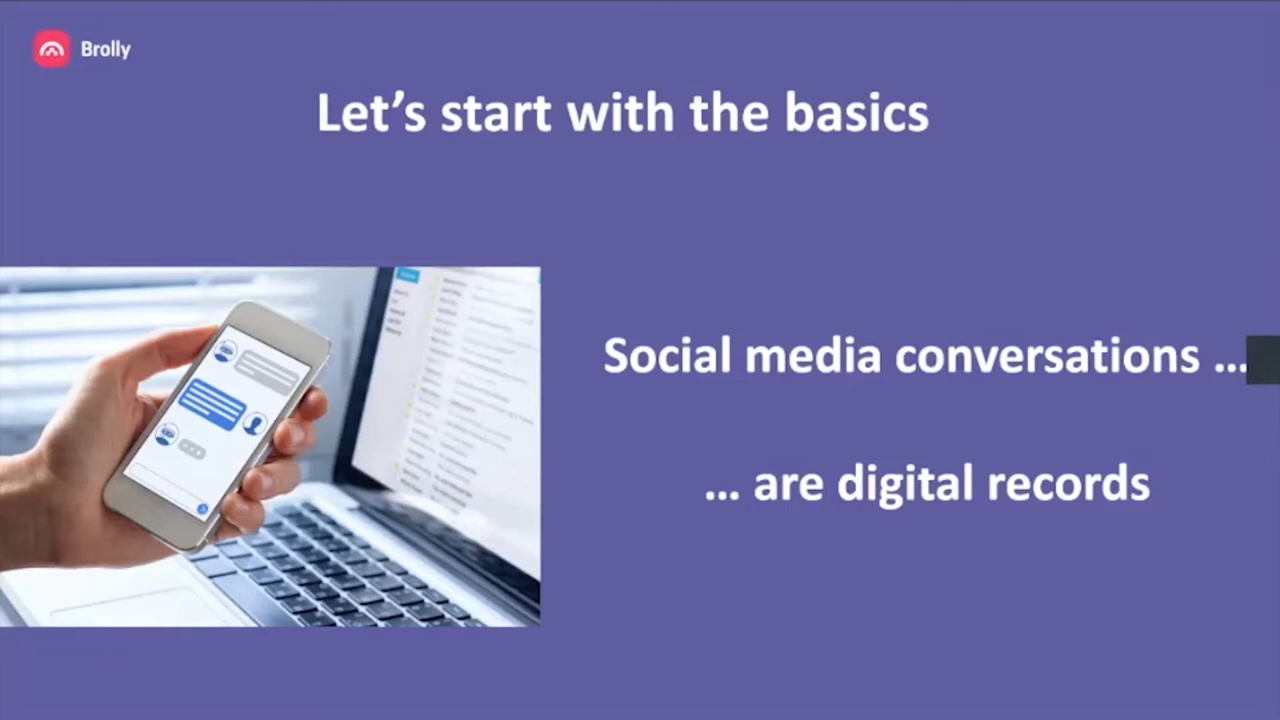 Brolly
Let’s start with the basics
Social media conversations ...
... are digital records